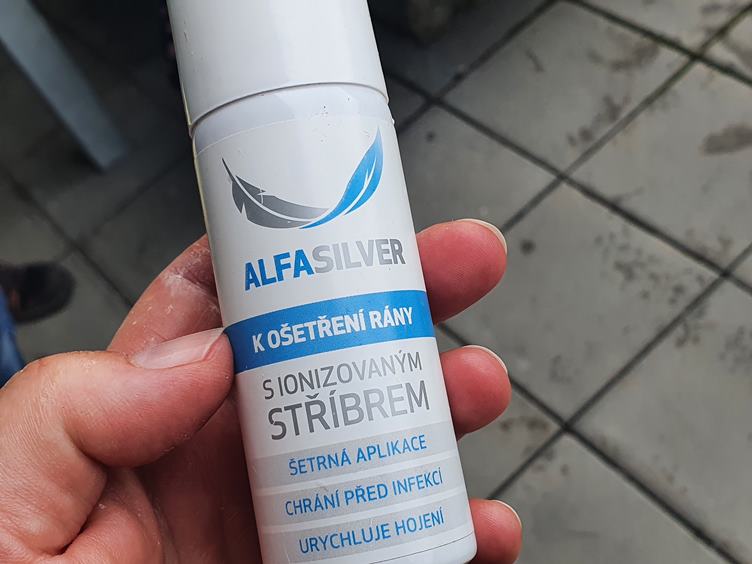 ALFASILVER
K OŠETŘENÍ RÁNY
S IONIZOVANÝM
STŘÍBREM
ŠETRNÁ APLIKACE
CHRÁNÍ PŘED INFEKCÍ
URYCHLUJE HOJENÍ